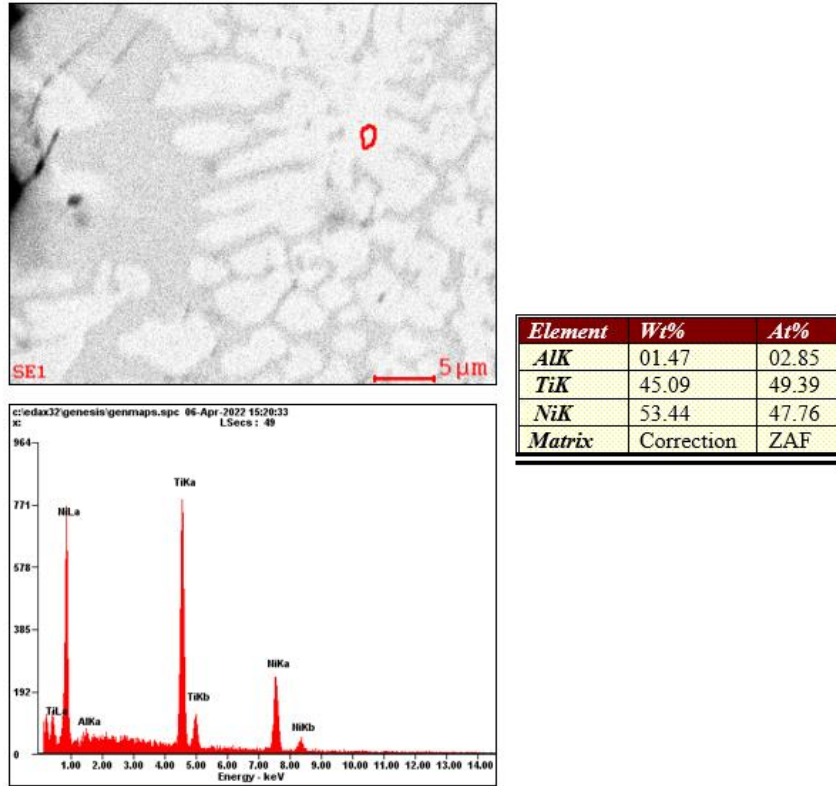 SE1
5 µm
Element Wt% At%
AlK 01.47 02.85
TiK 45.09 49.39
NiK 53.44 47.76
Matrix Correction ZAF
c:\edax32\genesis\genmaps.spc 06-Apr-2022 15:20:33
x: LSecs : 49
964
771
578
385
192
0
NiLa
TiKa
TiLa
AlKa
TiKb
NiKa
NiKb
1.00 2.00 3.00 4.00 5.00 6.00 7.00 8.00 9.00 10.00 11.00 12.00 13.00 14.00
Energy - keV